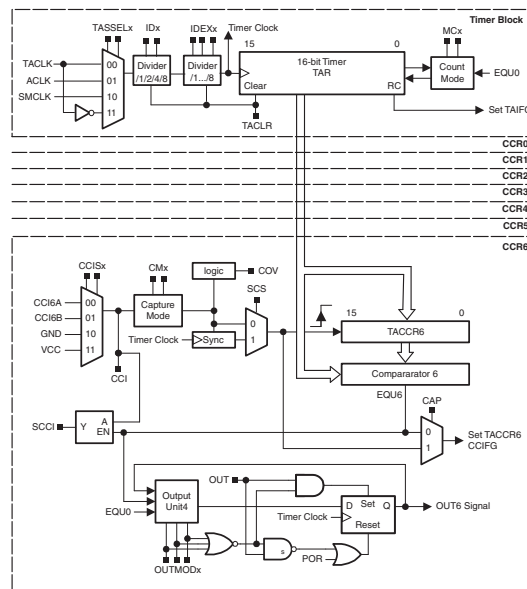 Timer Block
TASSELx
IDx
IDEXx
Timer Clock
15
0
MCx
TACLK
ACLK
SMCLK
00
01
10
11
Divider
/1/2/4/8
Divider
/1.../8
16-bit Timer
TAR
Clear
RC
Count
Mode
EQU0
TACLR
Set TAIFG
CCR0
CCR1
CCR2
CCR3
CCR4
CCR5
CCR6
CCISx
CMx
logic
COV
SCS
CCI6A
CCI6B
GND
VCC
00
01
10
11
Capture
Mode
Timer Clock
Sync
0
1
15
0
TACCR6
CCI
Compararator 6
EQU6
CAP
SCCI
Y
A
EN
0
1
Set TACCR6
CCIFG
OUT
EQU0
Output
Unit4
Timer Clock
D
Set
Q
Reset
OUT6 Signal
POR
s
OUTMODx